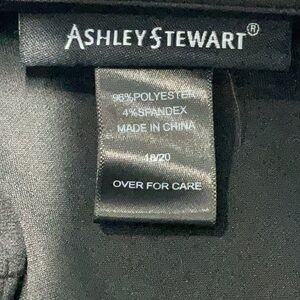 ASHLEY STEWART®
96%POLYESTER
4%SPANDEX
MADE IN CHINA
18/20
OVER FOR CARE